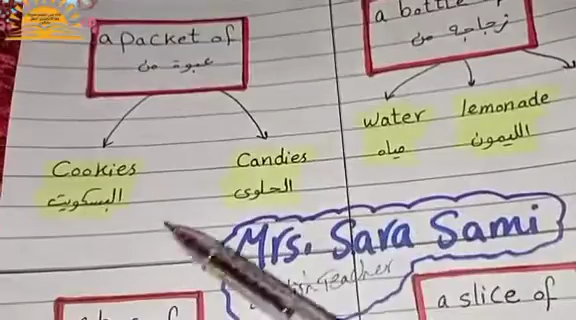 a packet of
عبوة من
Cookies
البسكويت
Candies
الحلوى
a bottle
زجاجة من
water
مياه
lemonade
الليمون
Mrs. Sara Sami
Teacher
a slice of